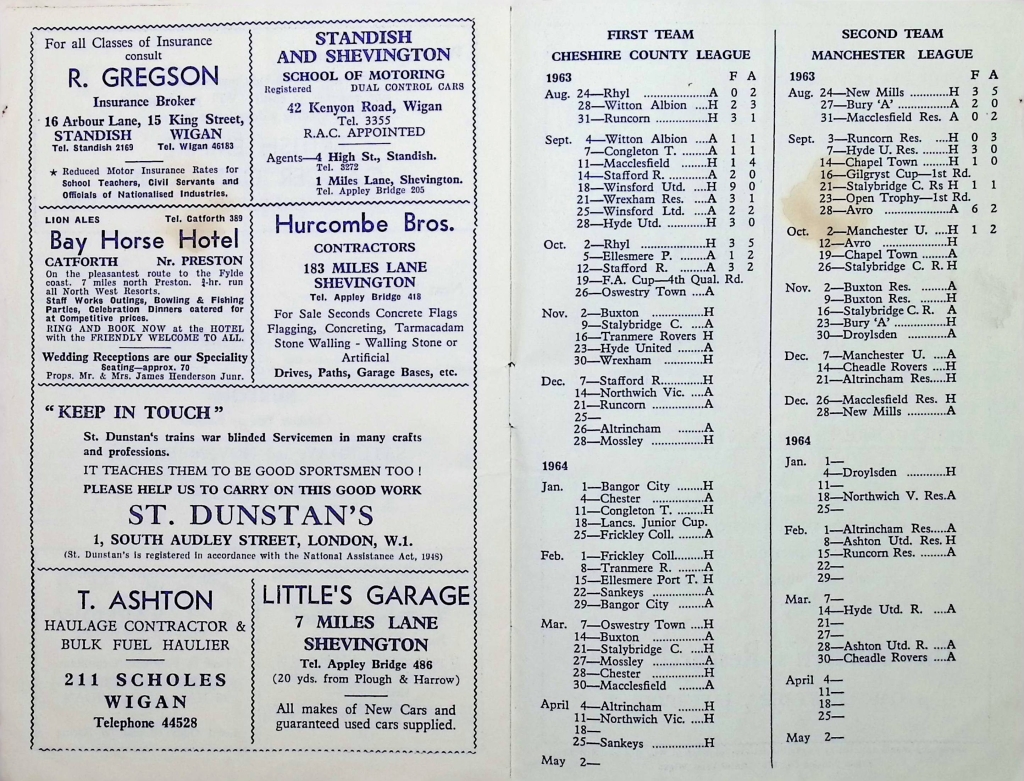 For all Classes of Insurance
consult
R. GREGSON
Insurance Broker
16 Arbour Lane, 15 King Street,
STANDISH WIGAN
Tel. Standish 2169 Tel. Wigan 46183
★ Reduced Motor Insurance Rates for
School Teachers, Civil Servants and
Officials of Nationalised Industries.
STANDISH
AND SHEVINGTON
SCHOOL OF MOTORING
Registered DUAL CONTROL CARS
42 Kenyon Road, Wigan
Tel. 3355
R.A.C. APPOINTED
Agents—4 High St., Standish.
Tel. 3272
1 Miles Lane, Shevington.
Tel. Appley Bridge 205
LION ALES Tel. Catforth 389
Bay Horse Hotel
CATFORTH Nr. PRESTON
On the pleasantest route to the Fylde
coast. 7 miles north Preston. ½-hr. run
all North West Resorts.
Staff Works Outings, Bowling & Fishing
Parties, Celebration Dinners catered for
at Competitive prices.
RING AND BOOK NOW at the HOTEL
with the FRIENDLY WELCOME TO ALL.
Wedding Receptions are our Speciality
Seating—approx. 70
Props. Mr. & Mrs. James Henderson Junr.
Hurcombe Bros.
CONTRACTORS
183 MILES LANE
SHEVINGTON
Tel. Appley Bridge 418
For Sale Seconds Concrete Flags
Flagging, Concreting, Tarmacadam
Stone Walling - Walling Stone or
Artificial
Drives, Paths, Garage Bases, etc.
"KEEP IN TOUCH"
St. Dunstan's trains war blinded Servicemen in many crafts
and professions.
IT TEACHES THEM TO BE GOOD SPORTSMEN TOO !
PLEASE HELP US TO CARRY ON THIS GOOD WORK
ST. DUNSTAN'S
1, SOUTH AUDLEY STREET, LONDON, W.1.
(St. Dunstan's is registered in accordance with the National Assistance Act, 1948)
T. ASHTON
HAULAGE CONTRACTOR &
BULK FUEL HAULIER
211 SCHOLES
WIGAN
Telephone 44528
LITTLE'S GARAGE
7 MILES LANE
SHEVINGTON
Tel. Appley Bridge 486
(20 yds. from Plough & Harrow)
All makes of New Cars and
guaranteed used cars supplied.
FIRST TEAM
CHESHIRE COUNTY LEAGUE
1963 F A
Aug. 24—Rhyl ...............A 0 2
28—Witton Albion ....H 2 3
31—Runcorn ............H 3 1
Sept. 4—Witton Albion ....A 1 1
7—Congleton T. ......A 1 1
11—Macclesfield ......H 1 4
14—Stafford R. .........A 2 0
18—Winsford Utd. ....H 9 0
21—Wrexham Res. ....A 3 1
25—Winsford Ltd. ....A 2 2
28—Hyde Utd. .........H 3 0
Oct. 2—Rhyl ...............H 3 5
5—Ellesmere P. ......A 1 2
12—Stafford R. ........A 3 2
19—F.A. Cup—4th Qual. Rd.
26—Oswestry Town ....A
Nov. 2—Buxton ............H
9—Stalybridge C. ....A
16—Tranmere Rovers H
23—Hyde United ......A
30—Wrexham ............H
Dec. 7—Stafford R..........H
14—Northwich Vic. ....A
21—Runcorn ............A
25—
26—Altrincham .........A
28—Mossley ............H
1964
Jan. 1—Bangor City .......H
4—Chester ............A
11—Congleton T. ......H
18—Lancs. Junior Cup.
25—Frickley Coll. ......A
Feb. 1—Frickley Coll.......H
8—Tranmere R. .......A
15—Ellesmere Port T. H
22—Sankeys ............A
29—Bangor City ........A
Mar. 7—Oswestry Town ....H
14—Buxton ............A
21—Stalybridge C. ....H
27—Mossley ............A
28—Chester ............H
30—Macclesfield ........A
April 4—Altrincham .........H
11—Northwich Vic. ....H
18—
25—Sankeys ............H
May 2—
SECOND TEAM
MANCHESTER LEAGUE
1963 F A
Aug. 24—New Mills ............H 3 5
27—Bury 'A' ............A 2 0
31—Macclesfield Res. A 0 2
Sept. 3—Runcorn Res. ....H 0 3
7—Hyde U. Res. ......H 3 0
14—Chapel Town ......H 1 0
16—Gilgryst Cup—1st Rd.
21—Stalybridge C. Rs H 1 1
23—Open Trophy—1st Rd.
28—Avro ..................A 6 2
Oct. 2—Manchester U. ....H 1 2
12—Avro ..................H
19—Chapel Town ......A
26—Stalybridge C. R. H
Nov. 2—Buxton Res. .......A
9—Buxton Res. .......H
16—Stalybridge C. R. A
23—Bury 'A' ............H
30—Droylsden .........A
Dec. 7—Manchester U. ....A
14—Cheadle Rovers ....H
21—Altrincham Res.....H
Dec. 26—Macclesfield Res. H
28—New Mills .........A
1964
Jan. 1—
4—Droylsden ..........H
11—
18—Northwich V. Res.A
25—
Feb. 1—Altrincham Res.....A
8—Ashton Utd. Res. H
15—Runcorn Res. .......A
22—
29—
Mar. 7—
14—Hyde Utd. R. ....A
21—
27—
28—Ashton Utd. R. ....A
30—Cheadle Rovers ....A
April 4—
11—
18—
25—
May 2—